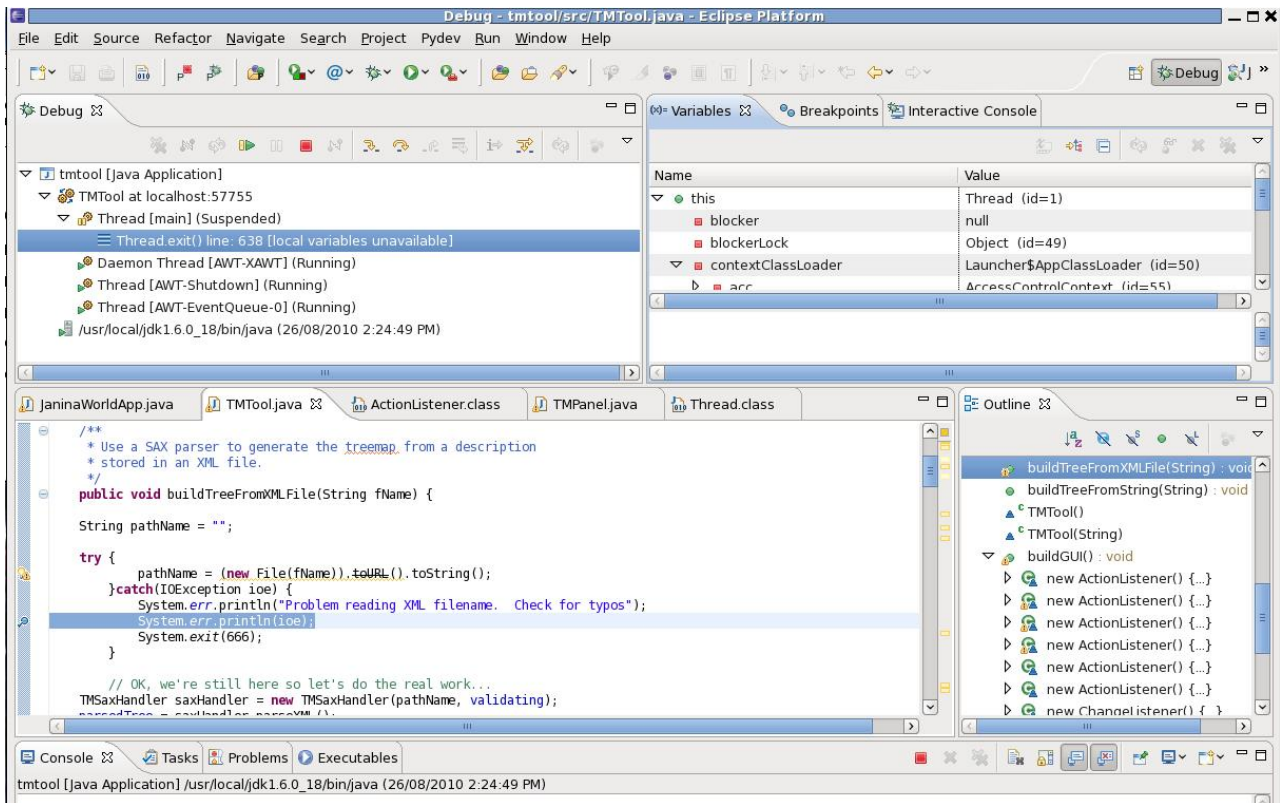 Debug - tmtool/src/TMTool.java - Eclipse Platform
File Edit Source Refactor Navigate Search Project Pydev Run Window Help
Debug
Debug
tmtool [Java Application]
TMTool at localhost:57755
Thread [main] (Suspended)
Thread.exit() line: 638 [local variables unavailable]
Daemon Thread [AWT-XAWT] (Running)
Thread [AWT-Shutdown] (Running)
Thread [AWT-EventQueue-0] (Running)
/usr/local/jdk1.6.0_18/bin/java (26/08/2010 2:24:49 PM)
(x)= Variables Breakpoints Interactive Console
Name Value
this Thread (id=1)
blocker null
blockerLock Object (id=49)
contextClassLoader Launcher$AppClassLoader (id=50)
acc AccessControlContext (id=55)
JaninaWorldApp.java TMTool.java ActionListener.class TMPanel.java Thread.class
/**
* Use a SAX parser to generate the treemap from a description
* stored in an XML file.
*/
public void buildTreeFromXMLFile(String fName) {
String pathName = "";
try {
pathName = (new File(fName)).toURL().toString();
}catch(IOException ioe) {
System.err.println("Problem reading XML filename.  Check for typos");
System.err.println(ioe);
System.exit(666);
}
// OK, we're still here so let's do the real work...
TMSaxHandler saxHandler = new TMSaxHandler(pathName, validating);
parsedTree = saxHandler.parseXML();
Outline
buildTreeFromXMLFile(String) : void
buildTreeFromString(String) : void
TMTool()
TMTool(String)
buildGUI() : void
new ActionListener() {...}
new ActionListener() {...}
new ActionListener() {...}
new ActionListener() {...}
new ActionListener() {...}
new ActionListener() {...}
new ChangeListener() {...}
Console Tasks Problems Executables
tmtool [Java Application] /usr/local/jdk1.6.0_18/bin/java (26/08/2010 2:24:49 PM)